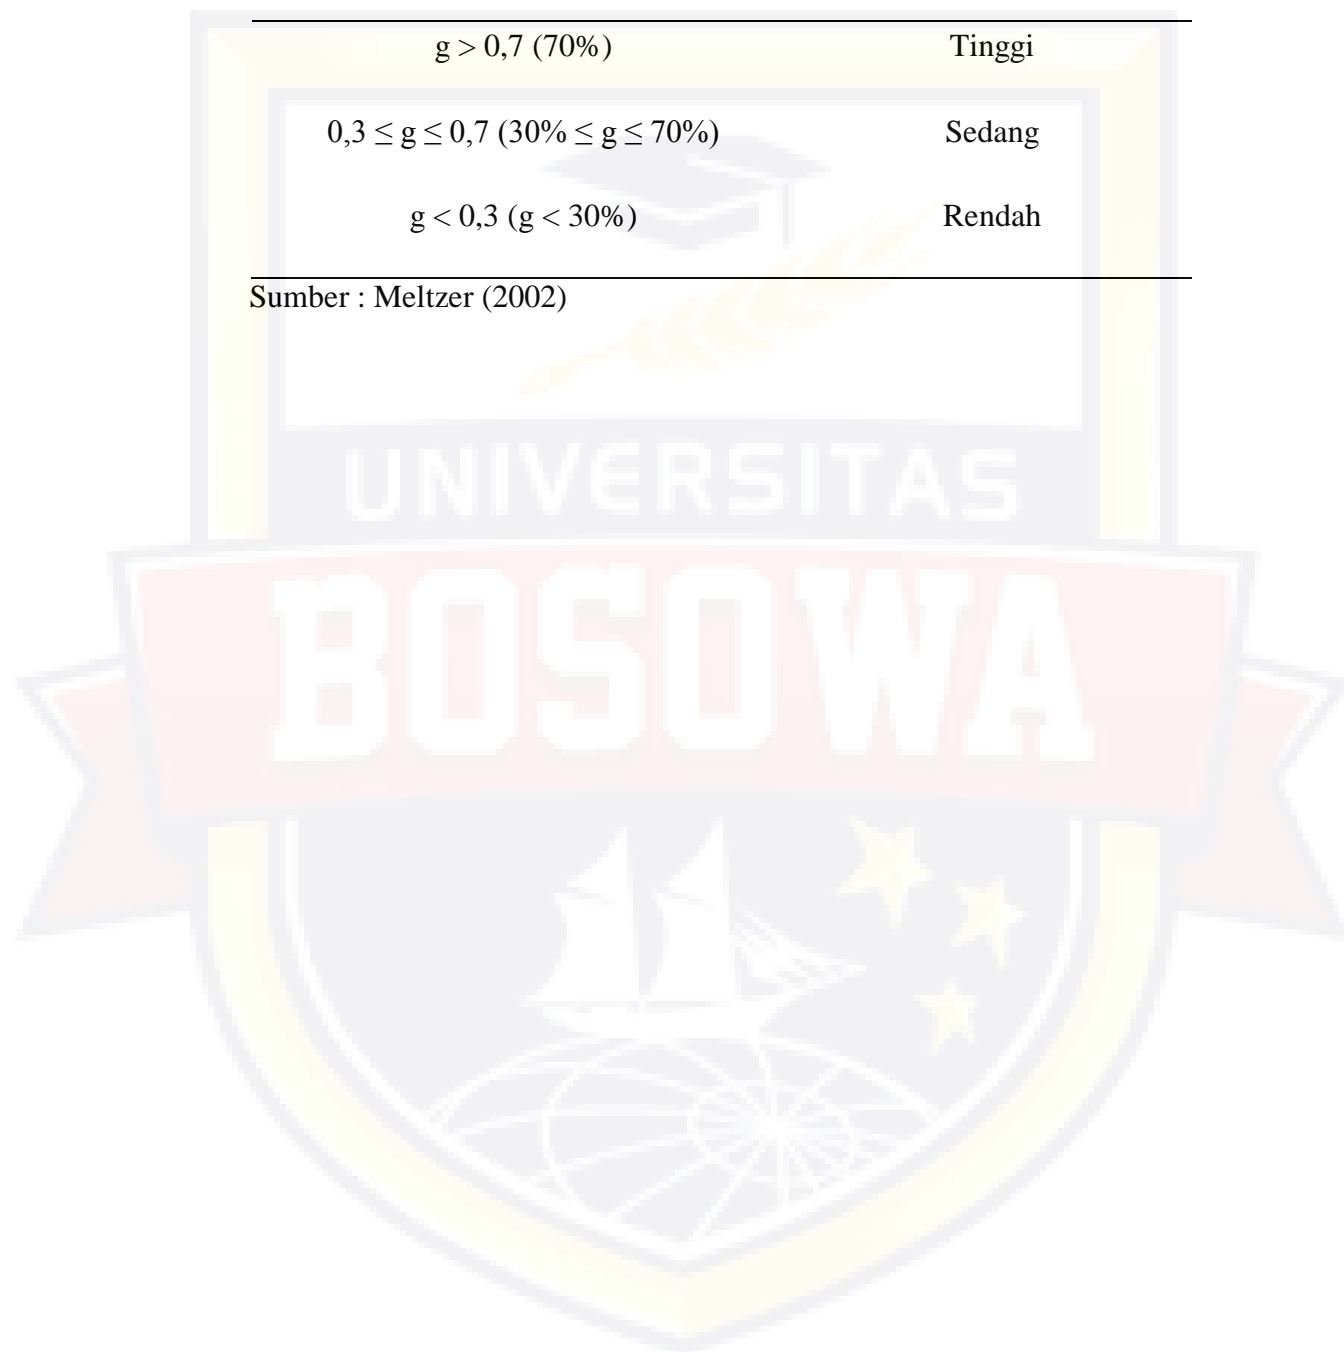 g > 0,7 (70%) Tinggi
0,3 ≤ g ≤ 0,7 (30% ≤ g ≤ 70%) Sedang
g < 0,3 (g < 30%) Rendah
Sumber : Meltzer (2002)
UNIVERSITAS
BOSOWA